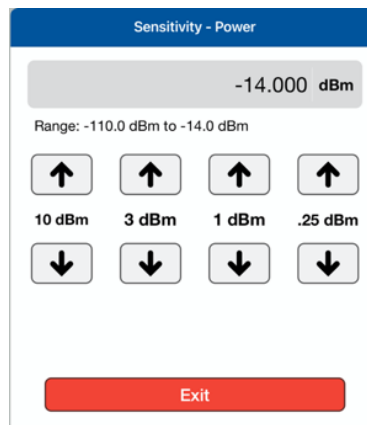 Sensitivity - Power
-14.000 dBm
Range: -110.0 dBm to -14.0 dBm
10 dBm 3 dBm 1 dBm .25 dBm
Exit